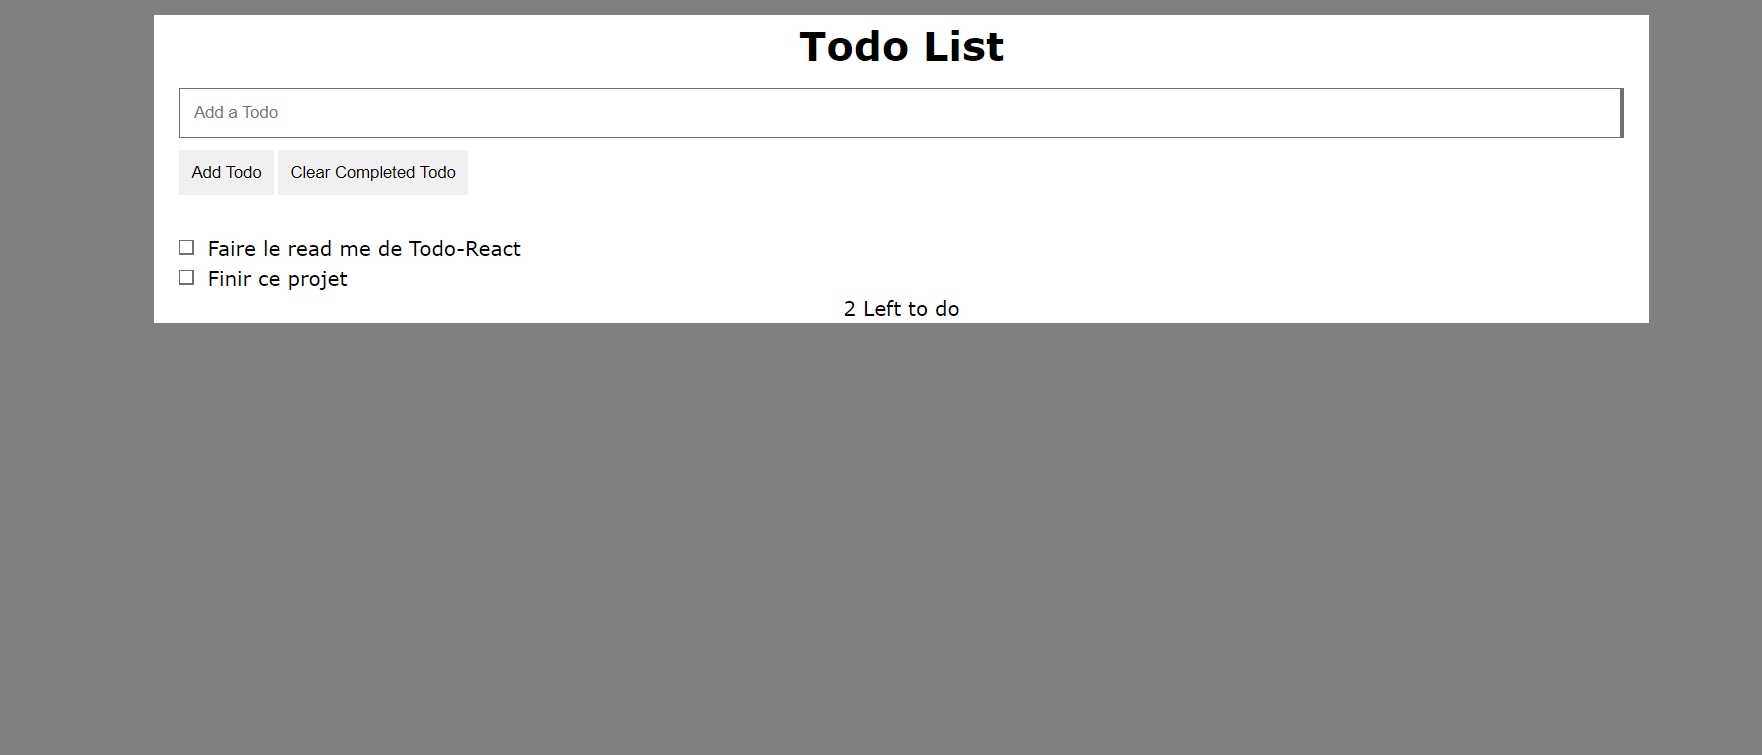 Todo List
Add a Todo
Add Todo Clear Completed Todo
Faire le read me de Todo-React
Finir ce projet
2 Left to do